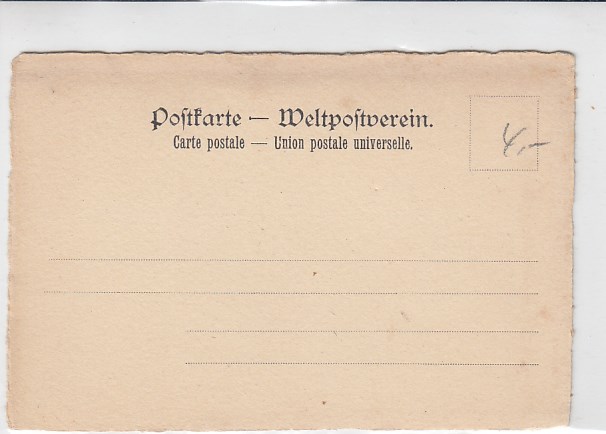 Postkarte — Weltpostverein.
Carte postale — Union postale universelle.
4,-